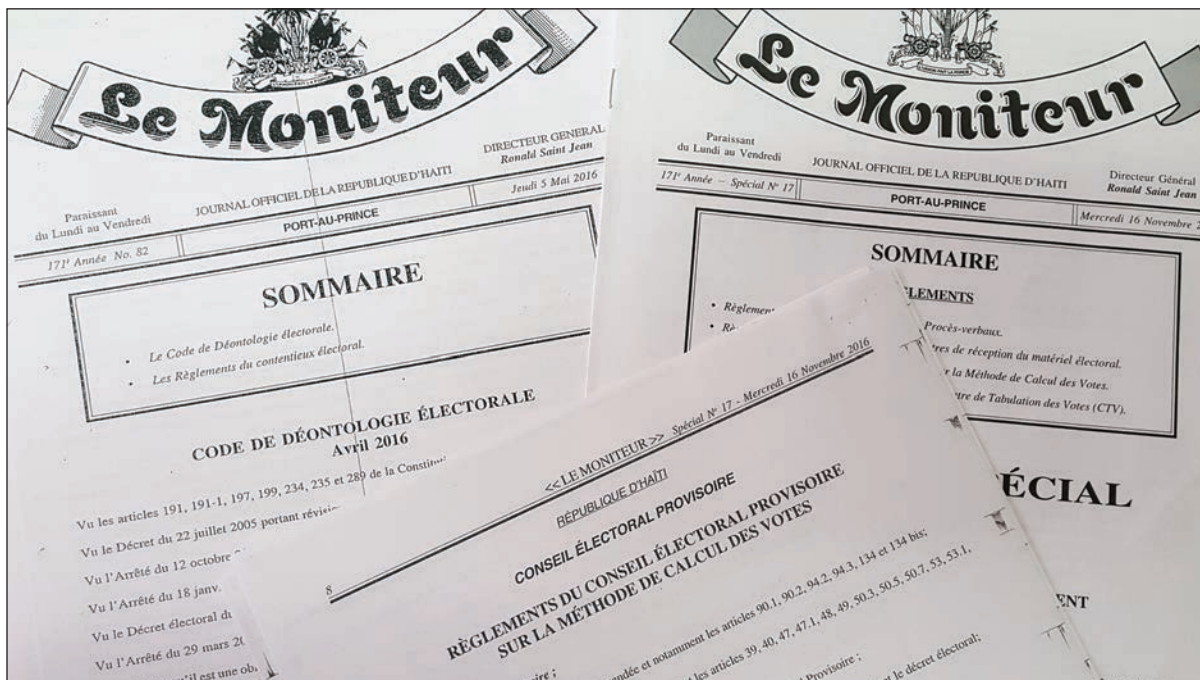 Le Moniteur
Paraissant
du Lundi au Vendredi
JOURNAL OFFICIEL DE LA REPUBLIQUE D'HAITI
DIRECTEUR GENERAL
Ronald Saint Jean
171e Année No. 82
PORT-AU-PRINCE
Jeudi 5 Mai 2016
SOMMAIRE
• Le Code de Déontologie électorale.
• Les Règlements du contentieux électoral.
CODE DE DÉONTOLOGIE ÉLECTORALE
Avril 2016
Vu les articles 191, 191-1, 197, 199, 234, 235 et 289 de la
Vu le Décret du 22 juillet 2005 portant
Vu l'Arrêté du 12 octobre
Vu l'Arrêté du 18 janv.
Vu le Décret électoral du
Vu l'Arrêté du 29 mars
est une
Le Moniteur
Paraissant
du Lundi au Vendredi
JOURNAL OFFICIEL DE LA REPUBLIQUE D'HAITI
Directeur Général
Ronald Saint Jean
171e Année – Spécial No 17
PORT-AU-PRINCE
Mercredi 16 Novembre
SOMMAIRE
•
•
Procès-verbaux.
de réception du matériel électoral.
la Méthode de Calcul des Votes.
de Tabulation des Votes (CTV).
ÉCIAL
ENT
8
<<LE MONITEUR>> Spécial No 17 - Mercredi 16 Novembre 2016
RÉPUBLIQUE D'HAÏTI
CONSEIL ÉLECTORAL PROVISOIRE
RÈGLEMENTS DU CONSEIL ÉLECTORAL PROVISOIRE
SUR LA MÉTHODE DE CALCUL DES VOTES
et notamment les articles 90.1, 90.2, 94.2, 94.3, 134 et 134 bis;
les articles 39, 40, 47, 47.1, 48, 49, 50.3, 50.5, 50.7, 53, 53.1,
Provisoire ;
et le décret électoral;